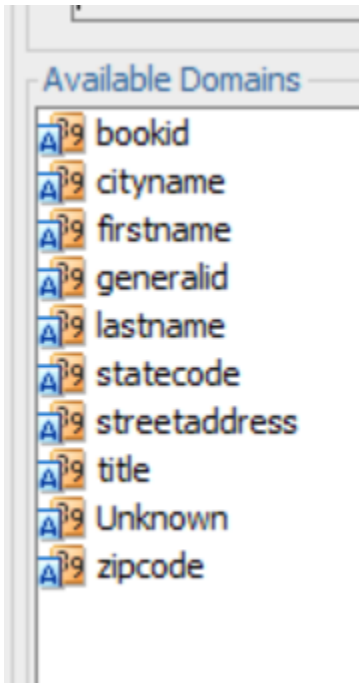 Available Domains
bookid
cityname
firstname
generalid
lastname
statecode
streetaddress
title
Unknown
zipcode